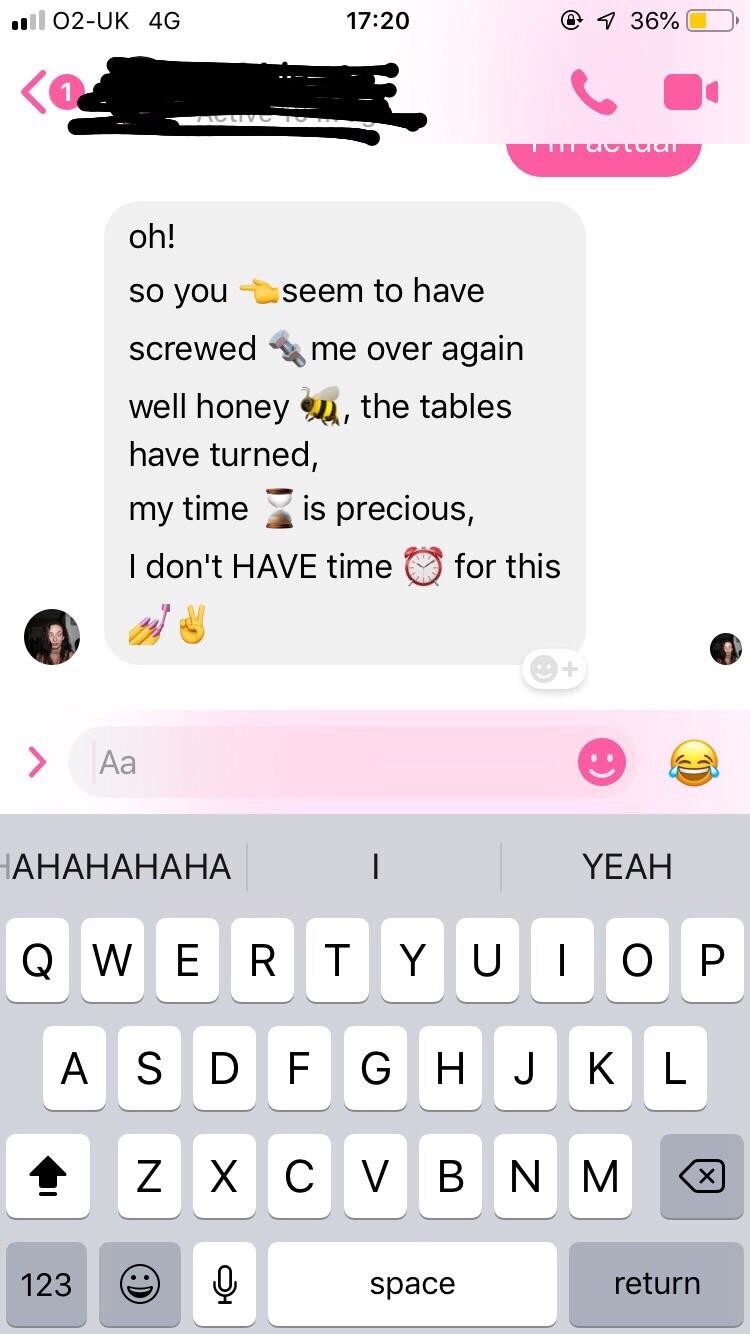 O2-UK 4G 17:20 36%
1
I'm actual
oh!
so you 👈seem to have
screwed 🔩me over again
well honey 🐝, the tables
have turned,
my time ⏳is precious,
I don't HAVE time ⏰ for this
💅✌️
Aa
HAHAHAHAHA I YEAH
Q W E R T Y U I O P
A S D F G H J K L
Z X C V B N M
123 space return